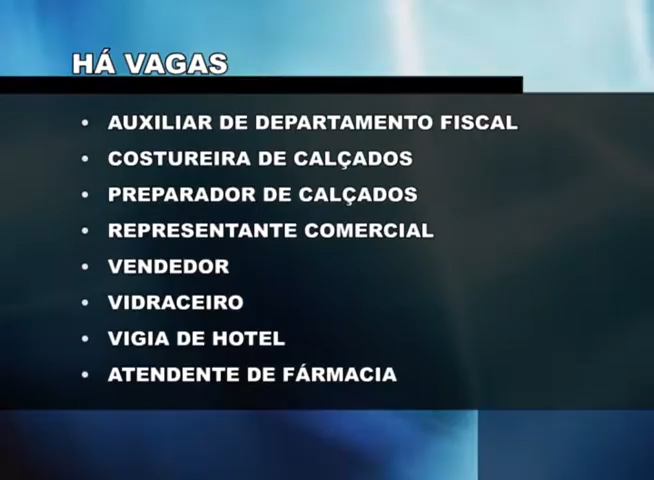 HÁ VAGAS
• AUXILIAR DE DEPARTAMENTO FISCAL
• COSTUREIRA DE CALÇADOS
• PREPARADOR DE CALÇADOS
• REPRESENTANTE COMERCIAL
• VENDEDOR
• VIDRACEIRO
• VIGIA DE HOTEL
• ATENDENTE DE FÁRMACIA